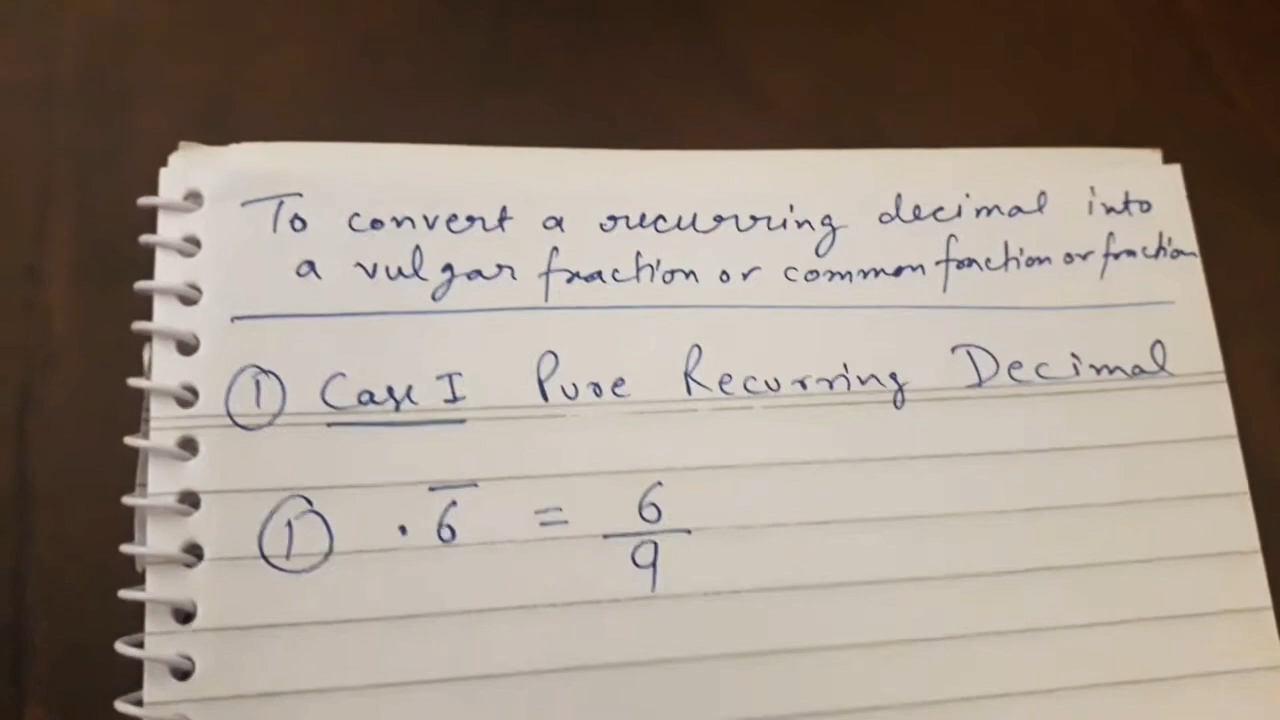 To convert a recurring decimal into
a vulgar fraction or common fraction or fraction
① Case I Pure Recurring Decimal
① .6̅ = 6/9